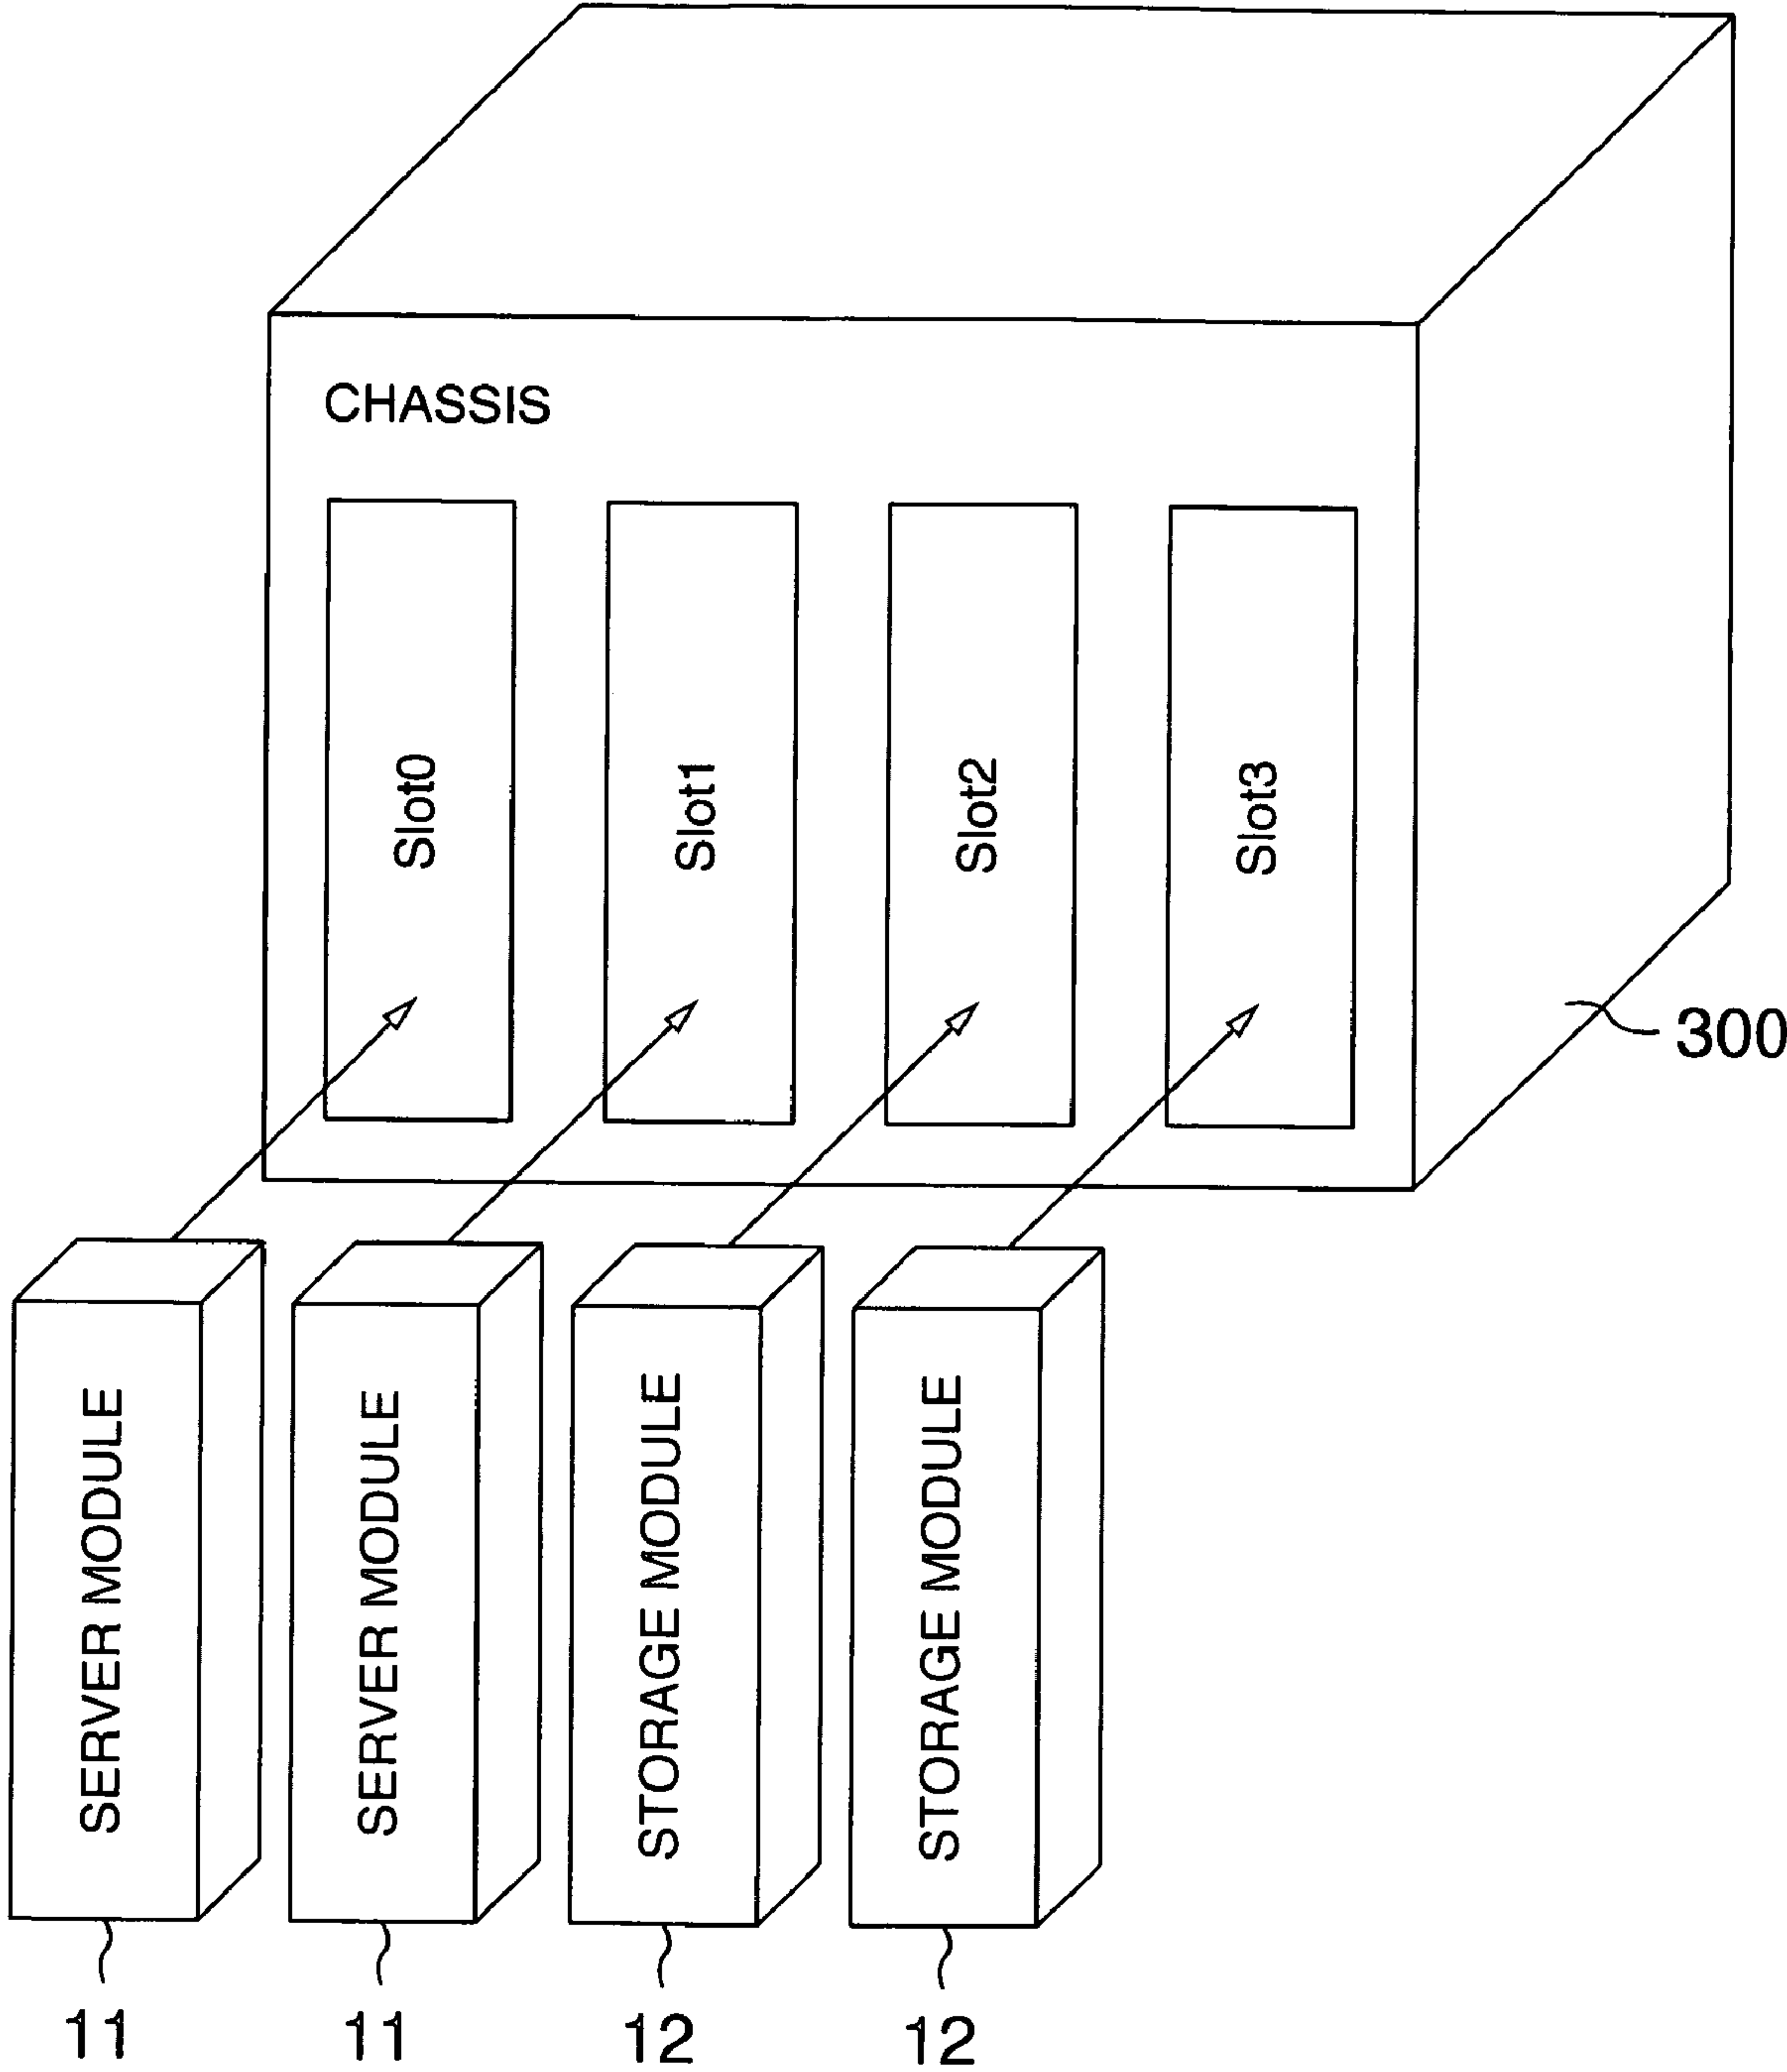 CHASSIS
Slot0
Slot1
Slot2
Slot3
300
SERVER MODULE
SERVER MODULE
STORAGE MODULE
STORAGE MODULE
11
11
12
12